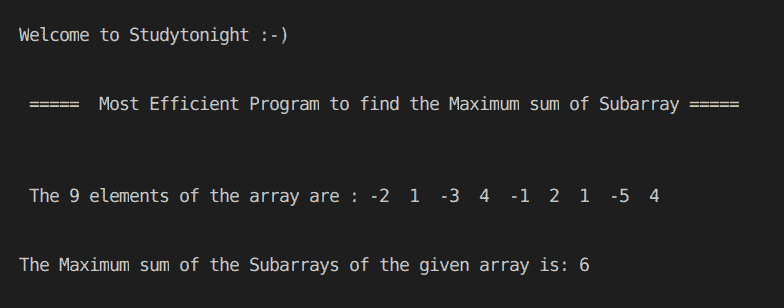 Welcome to Studytonight :-)
===== Most Efficient Program to find the Maximum sum of Subarray =====
The 9 elements of the array are : -2 1 -3 4 -1 2 1 -5 4
The Maximum sum of the Subarrays of the given array is: 6